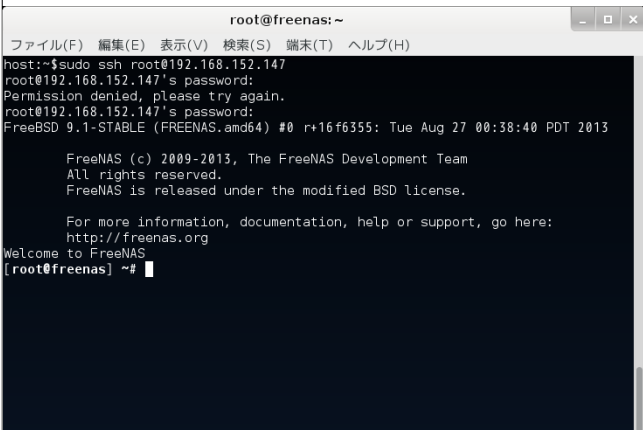 root@freenas:~
ファイル(F) 編集(E) 表示(V) 検索(S) 端末(T) ヘルプ(H)
host:~$sudo ssh root@192.168.152.147
root@192.168.152.147's password:
Permission denied, please try again.
root@192.168.152.147's password:
FreeBSD 9.1-STABLE (FREENAS.amd64) #0 r+16f6355: Tue Aug 27 00:38:40 PDT 2013
FreeNAS (c) 2009-2013, The FreeNAS Development Team
All rights reserved.
FreeNAS is released under the modified BSD license.
For more information, documentation, help or support, go here:
http://freenas.org
Welcome to FreeNAS
[root@freenas] ~#